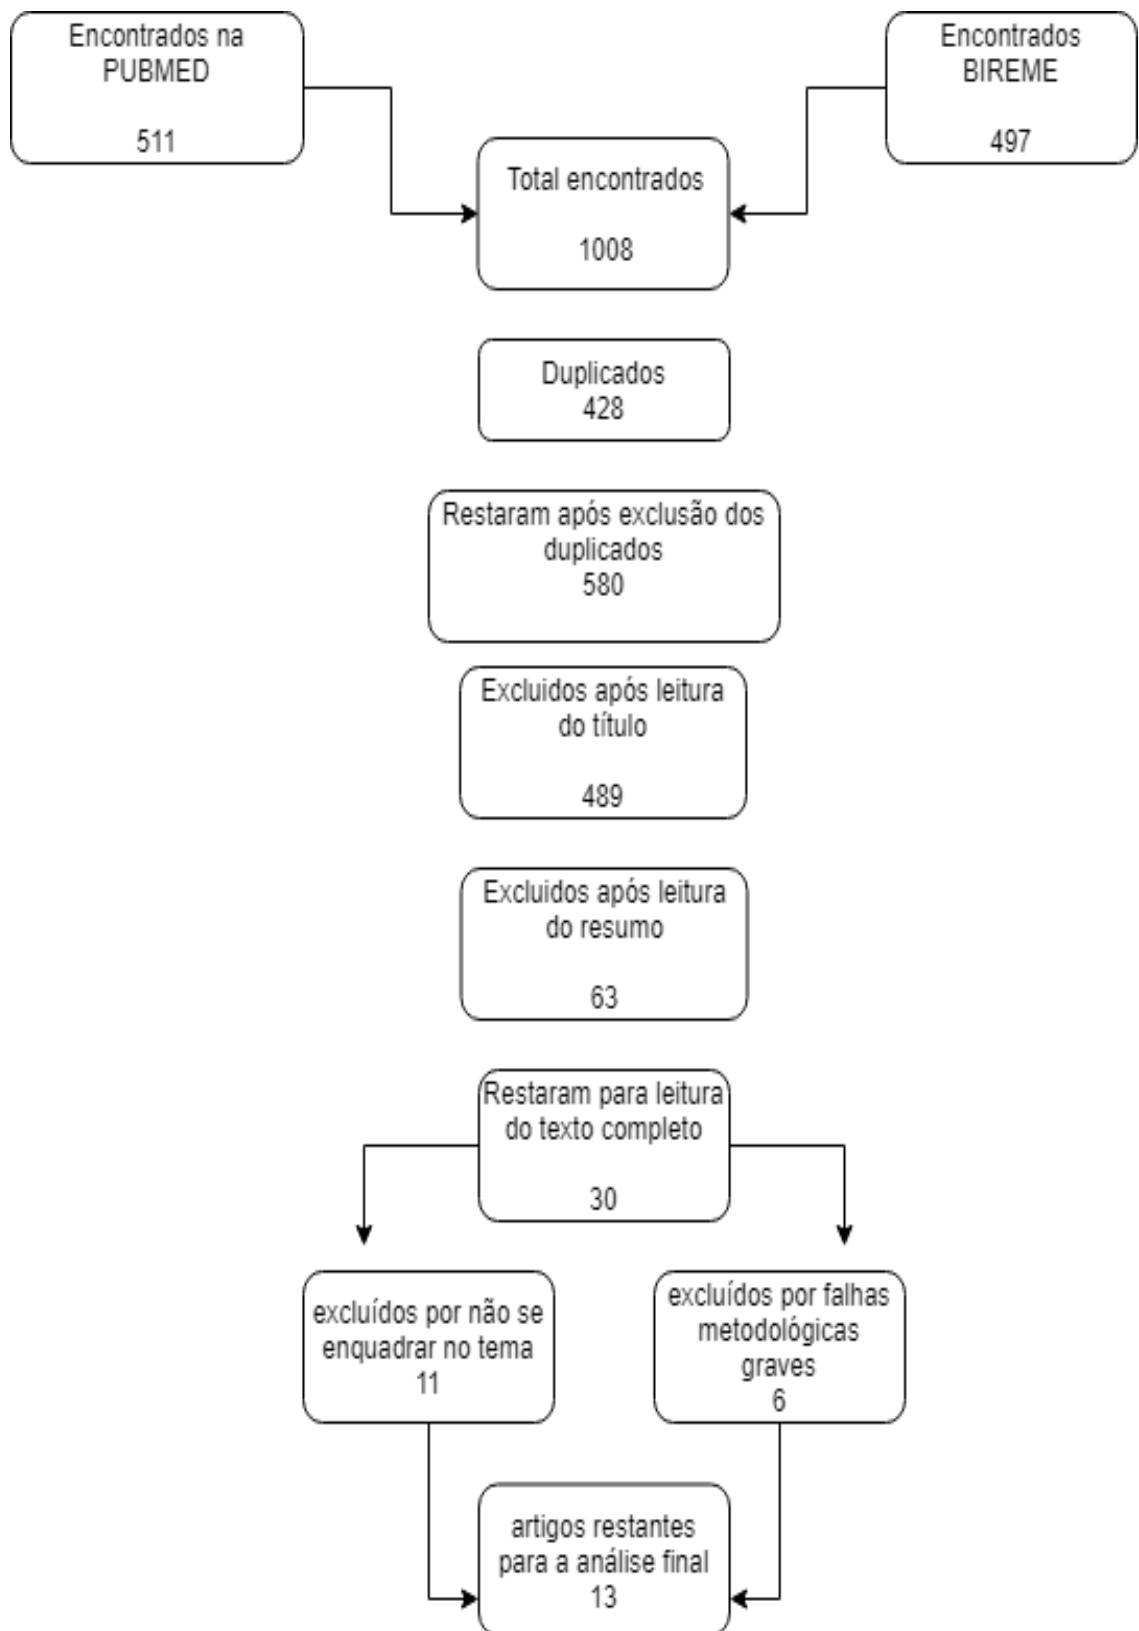 Encontrados na
PUBMED
511
Encontrados
BIREME
497
Total encontrados
1008
Duplicados
428
Restaram após exclusão dos
duplicados
580
Excluidos após leitura
do título
489
Excluidos após leitura
do resumo
63
Restaram para leitura
do texto completo
30
excluídos por não se
enquadrar no tema
11
excluídos por falhas
metodológicas
graves
6
artigos restantes
para a análise final
13